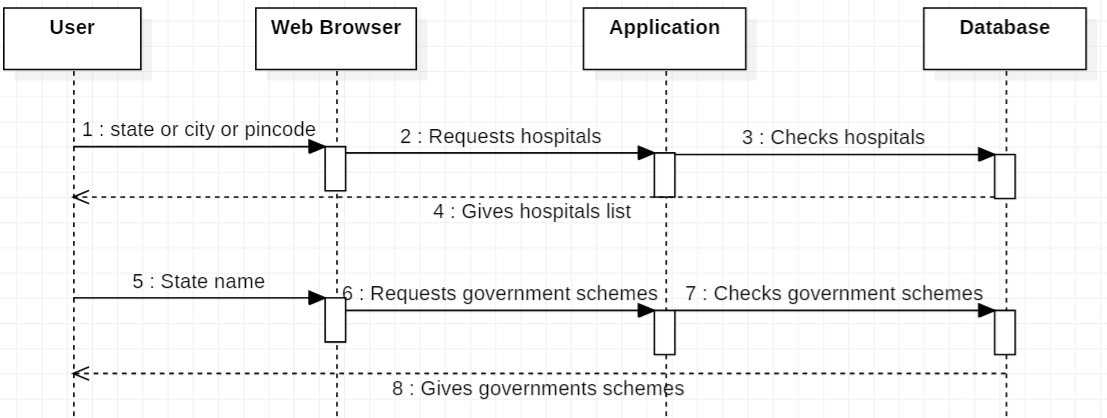 User
Web Browser
Application
Database
1 : state or city or pincode
2 : Requests hospitals
3 : Checks hospitals
4 : Gives hospitals list
5 : State name
6 : Requests government schemes
7 : Checks government schemes
8 : Gives governments schemes